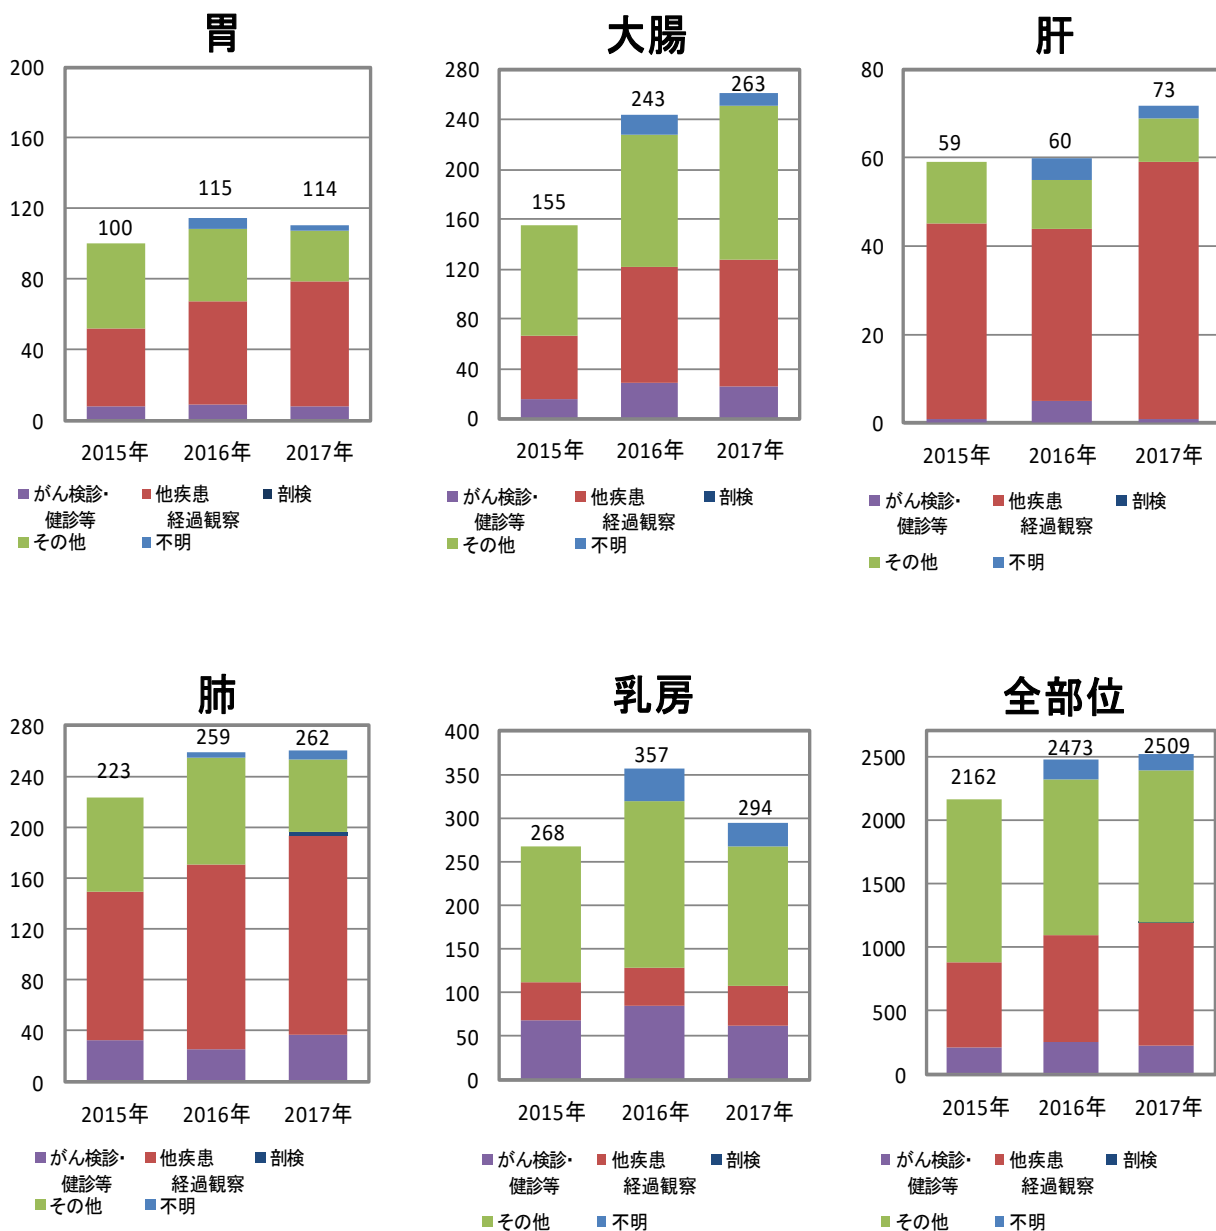 胃
200
160
120
80
40
0
100
115
114
2015年 2016年 2017年
がん検診・ 他疾患 剖検
健診等 経過観察
その他 不明
大腸
280
240
200
160
120
80
40
0
155
243
263
2015年 2016年 2017年
がん検診・ 他疾患 剖検
健診等 経過観察
その他 不明
肝
80
60
40
20
0
59
60
73
2015年 2016年 2017年
がん検診・ 他疾患 剖検
健診等 経過観察
その他 不明
肺
280
240
200
160
120
80
40
0
223
259
262
2015年 2016年 2017年
がん検診・ 他疾患 剖検
健診等 経過観察
その他 不明
乳房
400
350
300
250
200
150
100
50
0
268
357
294
2015年 2016年 2017年
がん検診・ 他疾患 剖検
健診等 経過観察
その他 不明
全部位
2500
2000
1500
1000
500
0
2162
2473
2509
2015年 2016年 2017年
がん検診・ 他疾患 剖検
健診等 経過観察
その他 不明